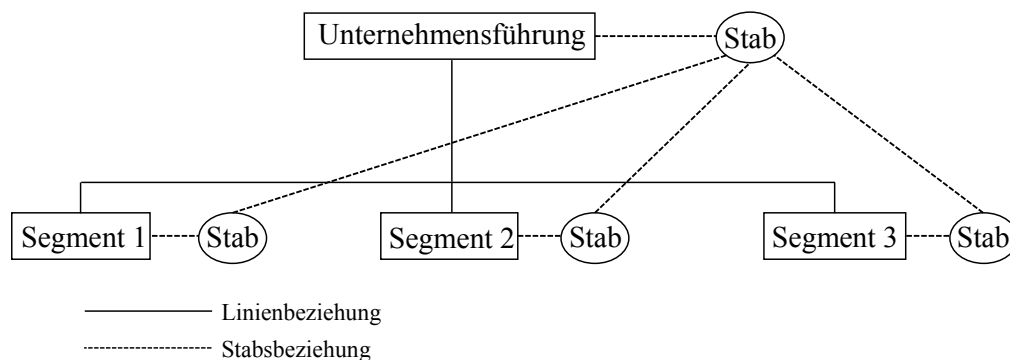 Unternehmensführung
Stab
Segment 1
Stab
Segment 2
Stab
Segment 3
Stab
Linienbeziehung
Stabsbeziehung